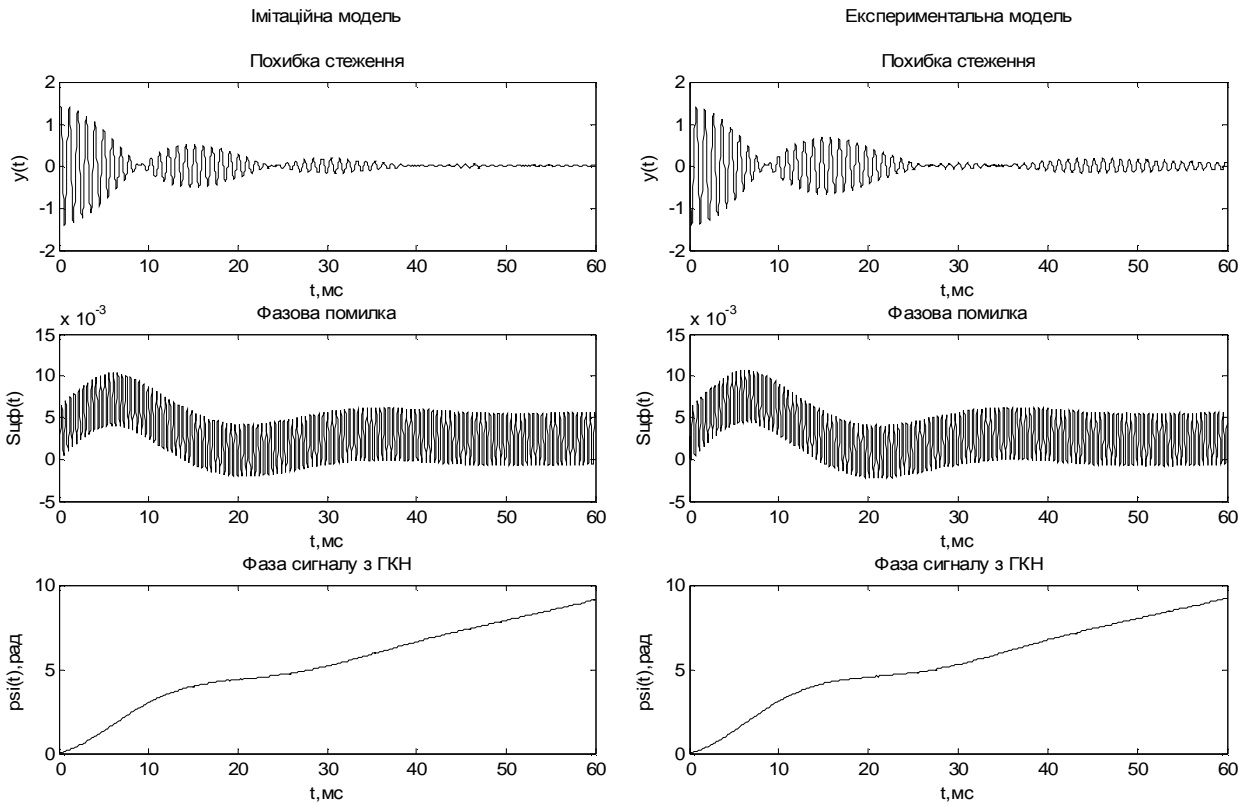 Імітаційна модель
Похибка стеження
2
1
0
-1
-2
y(t)
0 10 20 30 40 50 60
t,мс
Фазова помилка
x 10⁻³
15
10
5
0
-5
Sцф(t)
0 10 20 30 40 50 60
t,мс
Фаза сигналу з ГКН
10
5
0
psi(t),рад
0 10 20 30 40 50 60
t,мс
Експериментальна модель
Похибка стеження
2
1
0
-1
-2
y(t)
0 10 20 30 40 50 60
t,мс
Фазова помилка
x 10⁻³
15
10
5
0
-5
Sцф(t)
0 10 20 30 40 50 60
t,мс
Фаза сигналу з ГКН
10
5
0
psi(t),рад
0 10 20 30 40 50 60
t,мс